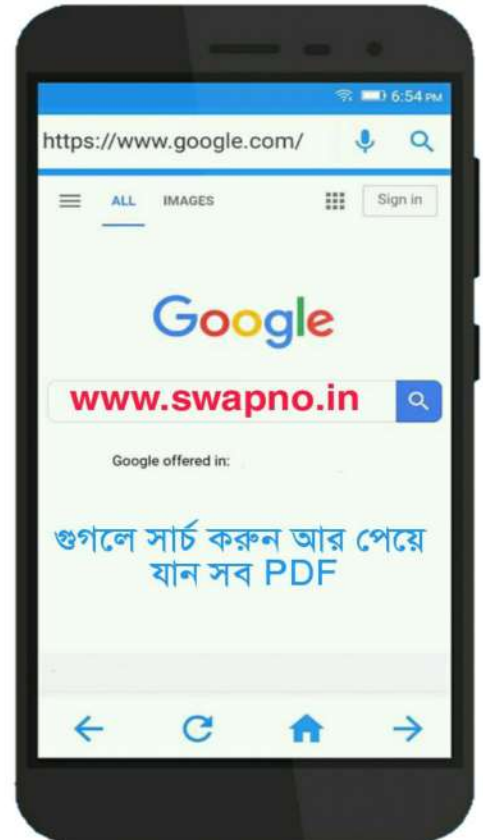 6:54 PM
https://www.google.com/
ALL IMAGES Sign in
Google
www.swapno.in
Google offered in:
গুগলে সার্চ করুন আর পেয়ে
যান সব PDF